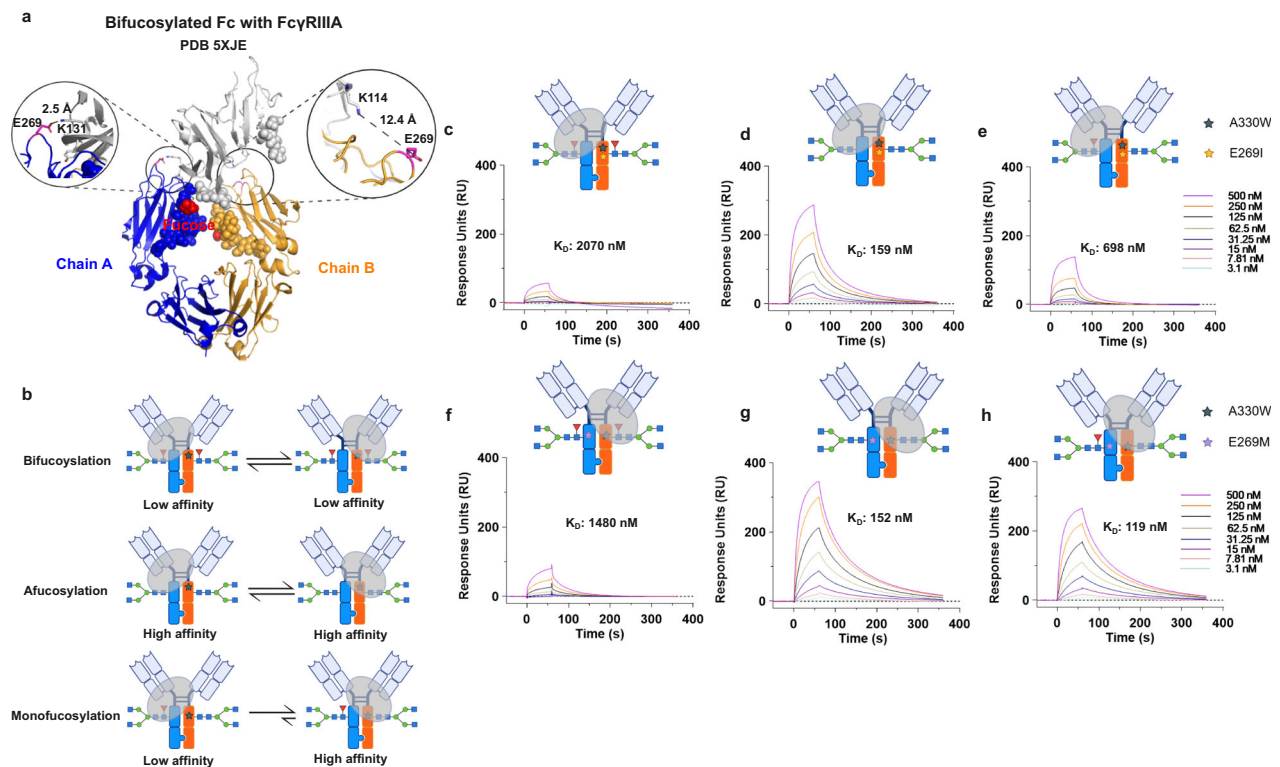 a
Bifucosylated Fc with FcγRIIIA
PDB 5XJE
2.5 Å
E269
K131
K114
12.4 Å
E269
Fucose
Chain A
Chain B
b
Bifucoyslation
Low affinity
Low affinity
Afucosylation
High affinity
High affinity
Monofucosylation
Low affinity
High affinity
c
Response Units (RU)
400
200
0
K_D: 2070 nM
0 100 200 300 400
Time (s)
d
Response Units (RU)
400
200
0
K_D: 159 nM
0 100 200 300 400
Time (s)
e
Response Units (RU)
400
200
0
K_D: 698 nM
0 100 200 300 400
Time (s)
A330W
E269I
500 nM
250 nM
125 nM
62.5 nM
31.25 nM
15 nM
7.81 nM
3.1 nM
f
Response Units (RU)
400
200
0
K_D: 1480 nM
0 100 200 300 400
Time (s)
g
Response Units (RU)
400
200
0
K_D: 152 nM
0 100 200 300 400
Time (s)
h
Response Units (RU)
400
200
0
K_D: 119 nM
0 100 200 300 400
Time (s)
A330W
E269M
500 nM
250 nM
125 nM
62.5 nM
31.25 nM
15 nM
7.81 nM
3.1 nM